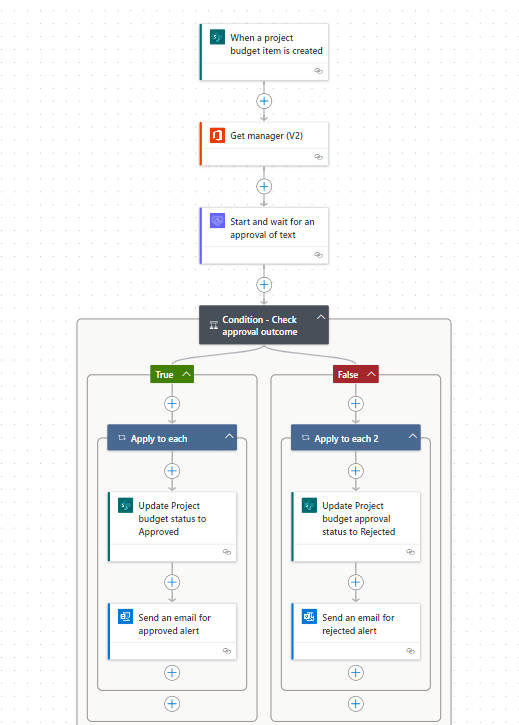 When a project
budget item is created
Get manager (V2)
Start and wait for an
approval of text
Condition - Check
approval outcome
True
False
Apply to each
Apply to each 2
Update Project
budget status to
Approved
Update Project
budget approval
status to Rejected
Send an email for
approved alert
Send an email for
rejected alert